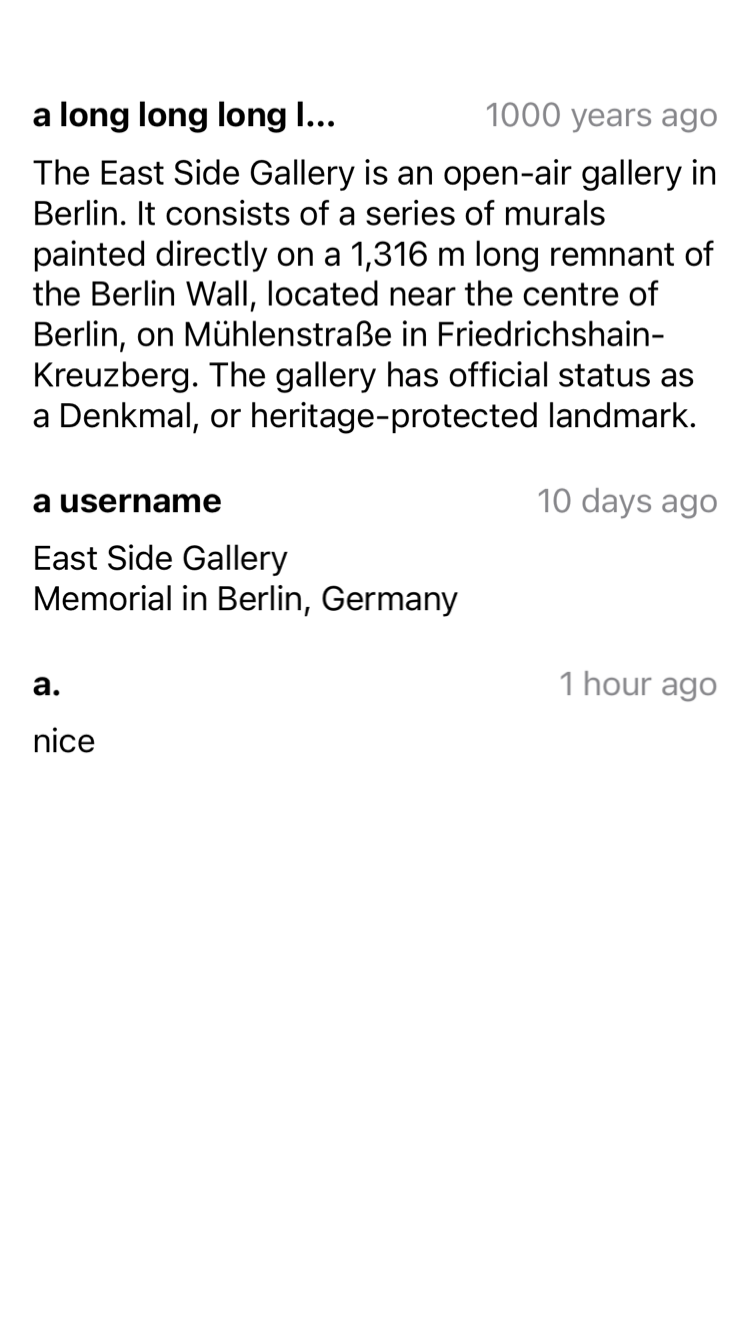 a long long long l...
1000 years ago
The East Side Gallery is an open-air gallery in
Berlin. It consists of a series of murals
painted directly on a 1,316 m long remnant of
the Berlin Wall, located near the centre of
Berlin, on Mühlenstraße in Friedrichshain-
Kreuzberg. The gallery has official status as
a Denkmal, or heritage-protected landmark.
a username
10 days ago
East Side Gallery
Memorial in Berlin, Germany
a.
1 hour ago
nice